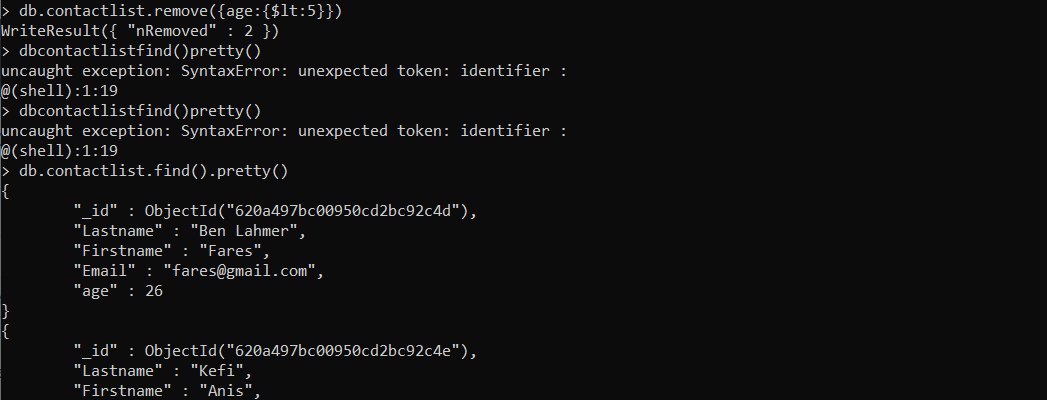 > db.contactlist.remove({age:{$lt:5}})
WriteResult({ "nRemoved" : 2 })
> dbcontactlistfind()pretty()
uncaught exception: SyntaxError: unexpected token: identifier :
@(shell):1:19
> dbcontactlistfind()pretty()
uncaught exception: SyntaxError: unexpected token: identifier :
@(shell):1:19
> db.contactlist.find().pretty()
{
        "_id" : ObjectId("620a497bc00950cd2bc92c4d"),
        "Lastname" : "Ben Lahmer",
        "Firstname" : "Fares",
        "Email" : "fares@gmail.com",
        "age" : 26
}
{
        "_id" : ObjectId("620a497bc00950cd2bc92c4e"),
        "Lastname" : "Kefi",
        "Firstname" : "Anis",